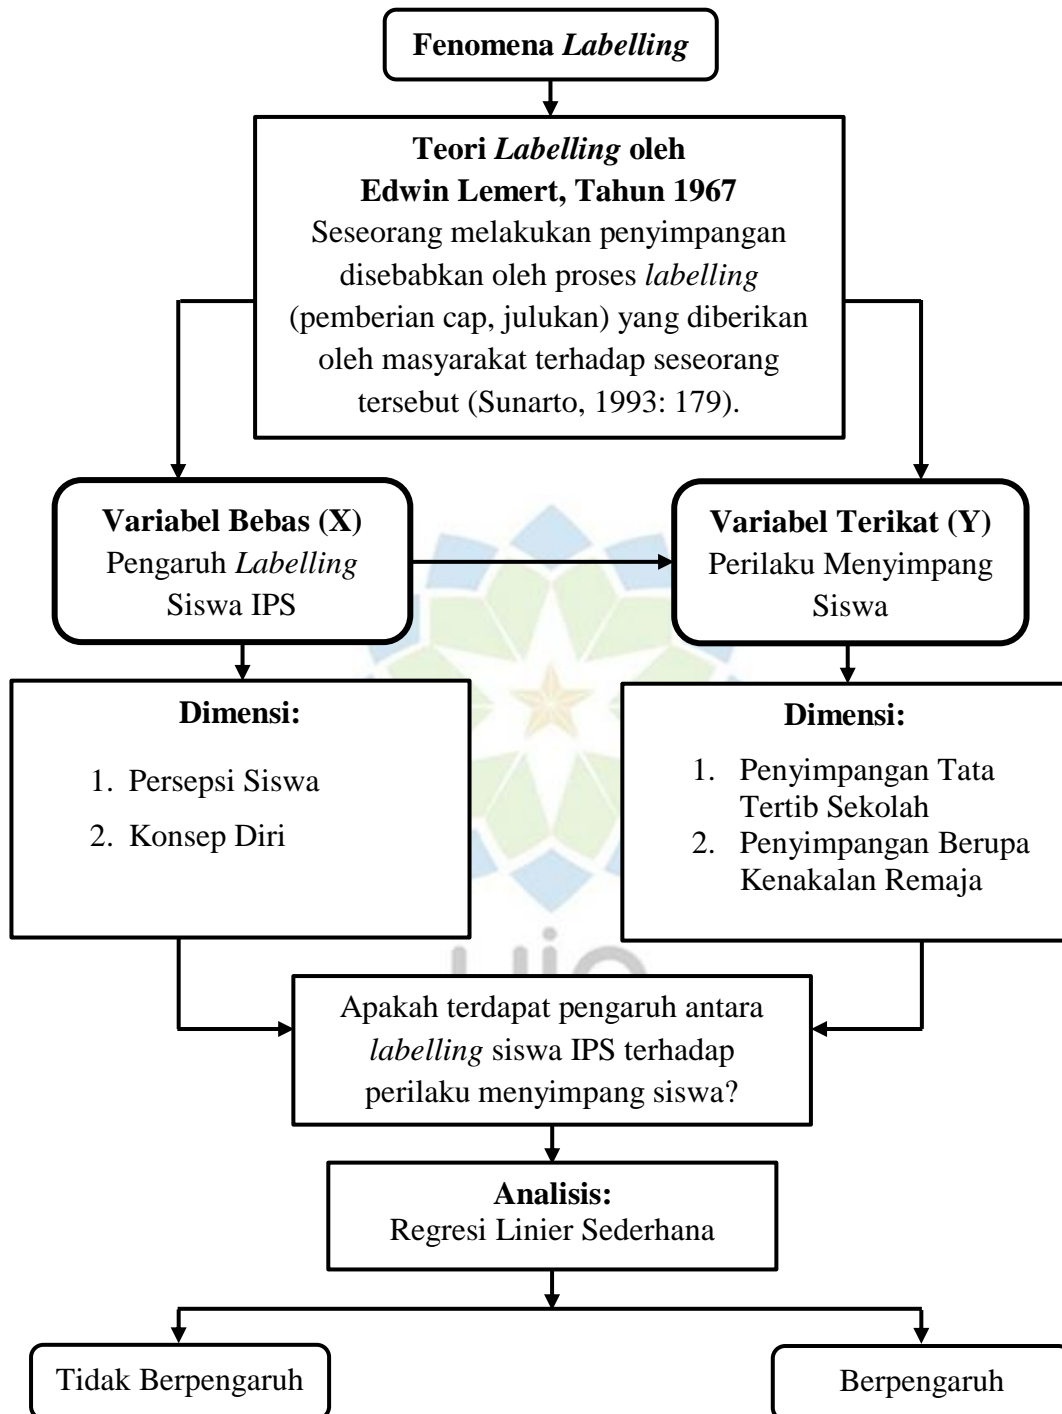 Fenomena Labelling
Teori Labelling oleh
Edwin Lemert, Tahun 1967
Seseorang melakukan penyimpangan
disebabkan oleh proses labelling
(pemberian cap, julukan) yang diberikan
oleh masyarakat terhadap seseorang
tersebut (Sunarto, 1993: 179).
Variabel Bebas (X)
Pengaruh Labelling
Siswa IPS
Variabel Terikat (Y)
Perilaku Menyimpang
Siswa
Dimensi:
1. Persepsi Siswa
2. Konsep Diri
Dimensi:
1. Penyimpangan Tata
Tertib Sekolah
2. Penyimpangan Berupa
Kenakalan Remaja
Apakah terdapat pengaruh antara
labelling siswa IPS terhadap
perilaku menyimpang siswa?
Analisis:
Regresi Linier Sederhana
Tidak Berpengaruh
Berpengaruh